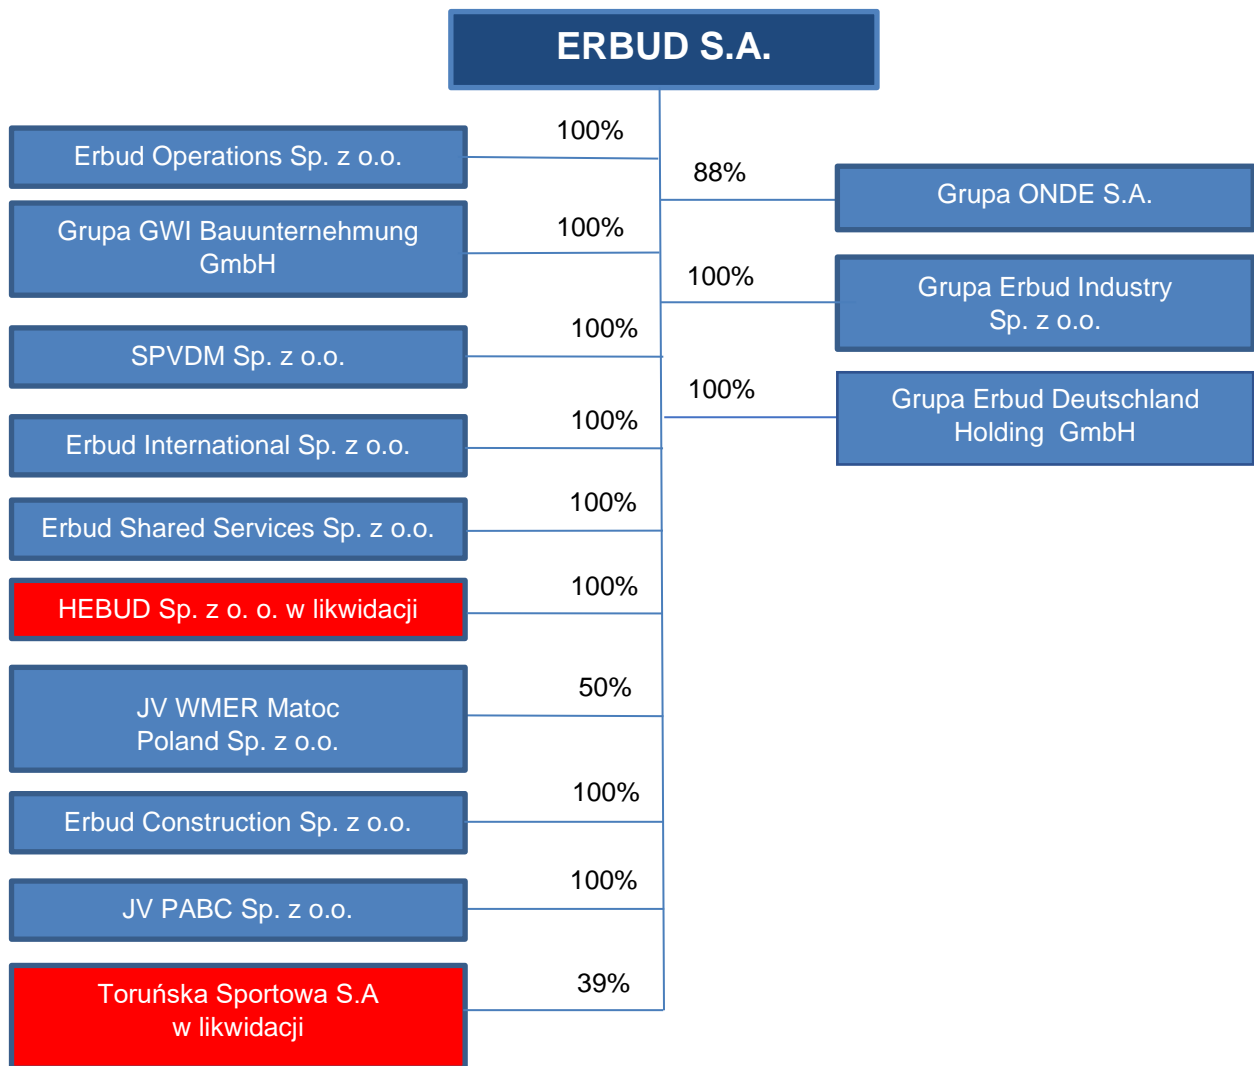 ERBUD S.A.
Erbud Operations Sp. z o.o.
100%
88%
Grupa ONDE S.A.
Grupa GWI Bauunternehmung
GmbH
100%
100%
Grupa Erbud Industry
Sp. z o.o.
SPVDM Sp. z o.o.
100%
100%
Grupa Erbud Deutschland
Holding GmbH
Erbud International Sp. z o.o.
100%
Erbud Shared Services Sp. z o.o.
100%
HEBUD Sp. z o. o. w likwidacji
100%
JV WMER Matoc
Poland Sp. z o.o.
50%
Erbud Construction Sp. z o.o.
100%
JV PABC Sp. z o.o.
100%
Toruńska Sportowa S.A
w likwidacji
39%